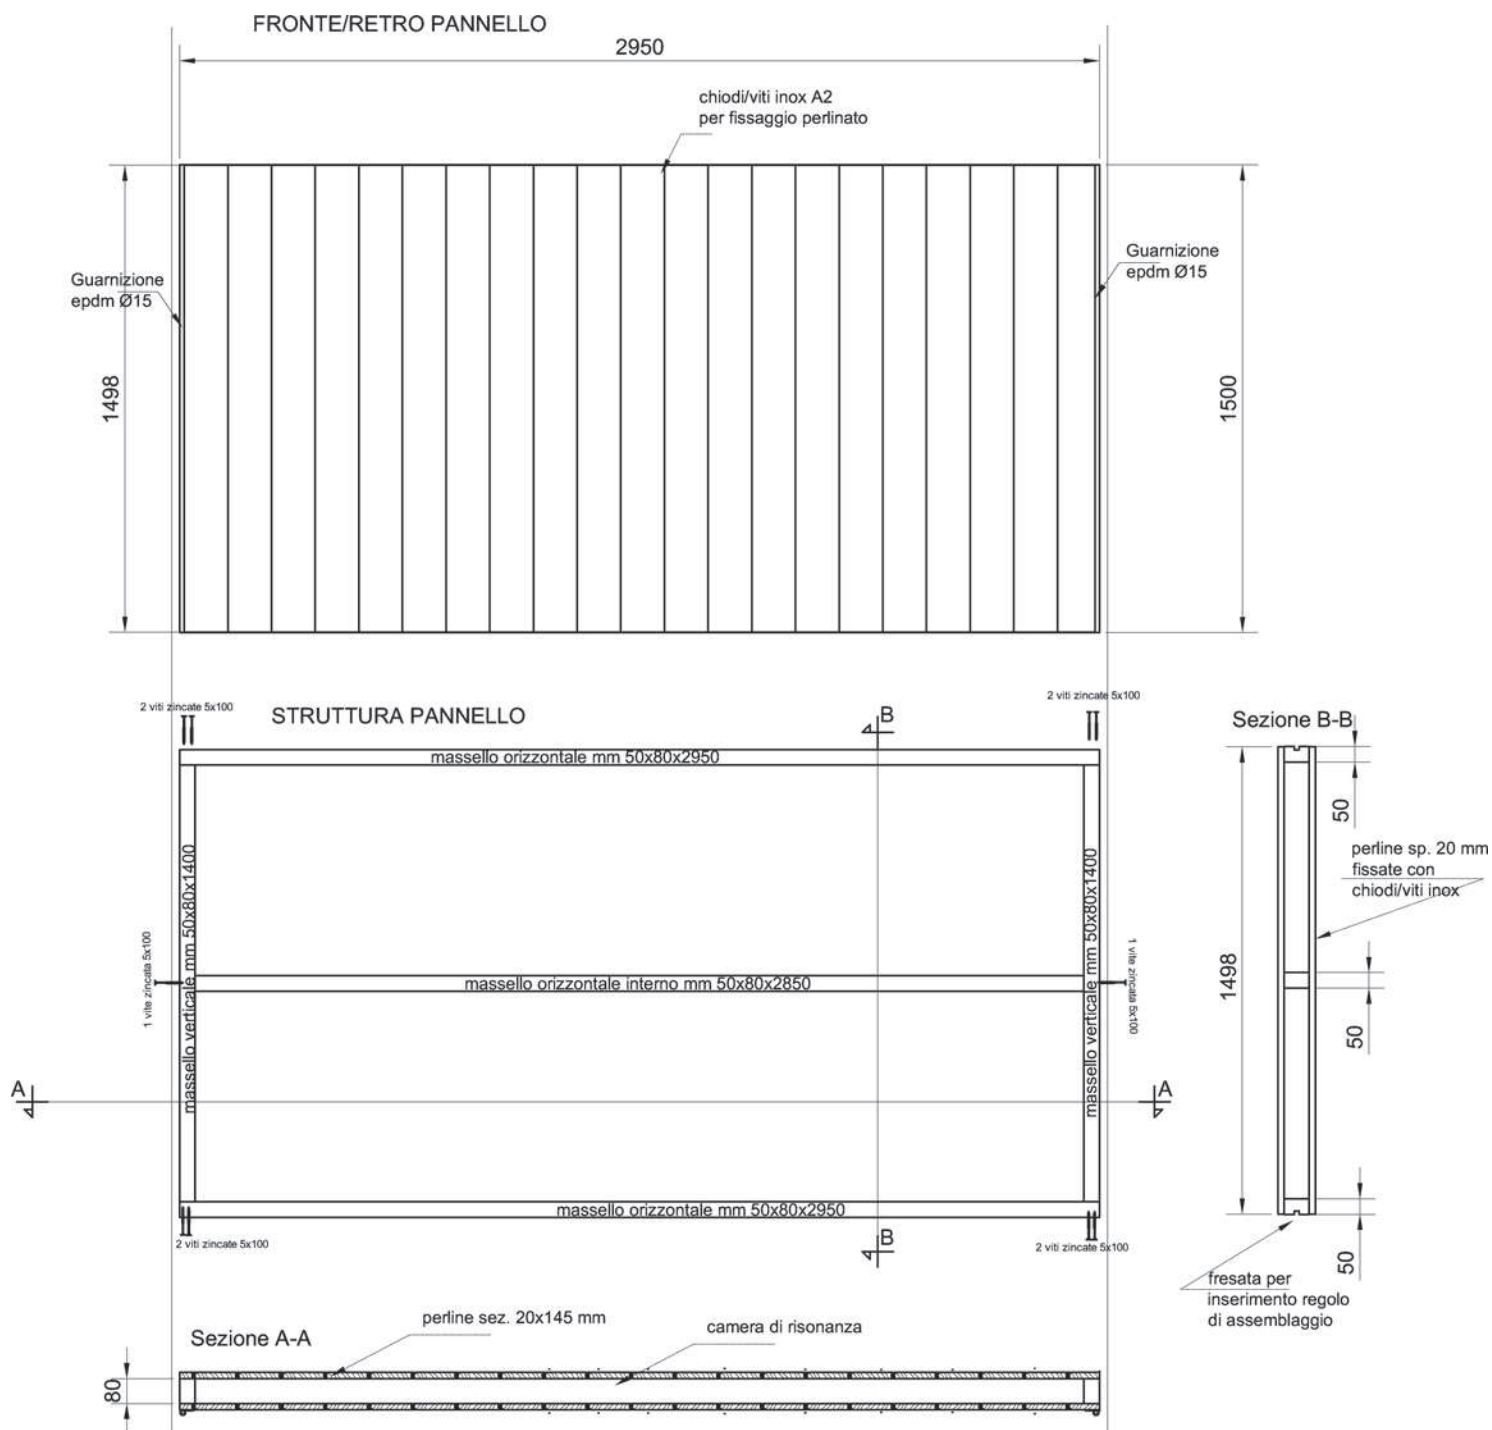 FRONTE/RETRO PANNELLO
2950
chiodi/viti inox A2
per fissaggio perlinato
Guarnizione
epdm Ø15
Guarnizione
epdm Ø15
1498
1500
2 viti zincate 5x100
STRUTTURA PANNELLO
B
2 viti zincate 5x100
Sezione B-B
massello orizzontale mm 50x80x2950
50
massello verticale mm 50x80x1400
massello verticale mm 50x80x1400
perline sp. 20 mm
fissate con
chiodi/viti inox
1 vite zincata 5x100
massello orizzontale interno mm 50x80x2850
1 vite zincata 5x100
1498
50
A
A
massello orizzontale mm 50x80x2950
2 viti zincate 5x100
B
2 viti zincate 5x100
50
fresata per
inserimento regolo
di assemblaggio
Sezione A-A
perline sez. 20x145 mm
camera di risonanza
80